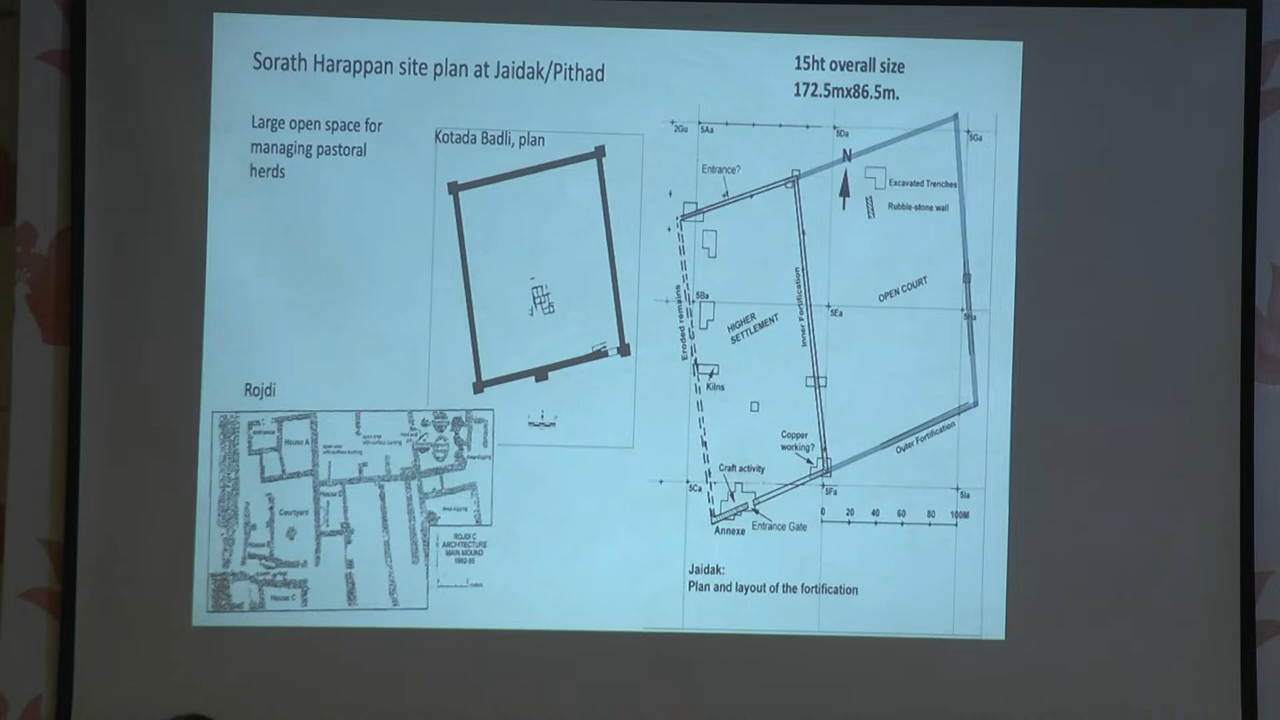 Sorath Harappan site plan at Jaidak/Pithad
15ht overall size
172.5mx86.5m.
Large open space for
managing pastoral
herds
Kotada Badli, plan
2Gu
5Aa
5Da
5Ga
N
Entrance?
Excavated Trenches
Rubble-stone wall
Eroded remains
5Ba
HIGHER
SETTLEMENT
Inner Fortification
5Ea
OPEN COURT
Kilns
Copper
working?
Outer Fortification
Craft activity
5Ca
5Fa
5Ia
0 20 40 60 80 100M
Annexe
Entrance Gate
Jaidak:
Plan and layout of the fortification
Rojdi
House A
Courtyard
House C
ROJDI C
ARCHITECTURE
MAIN MOUND